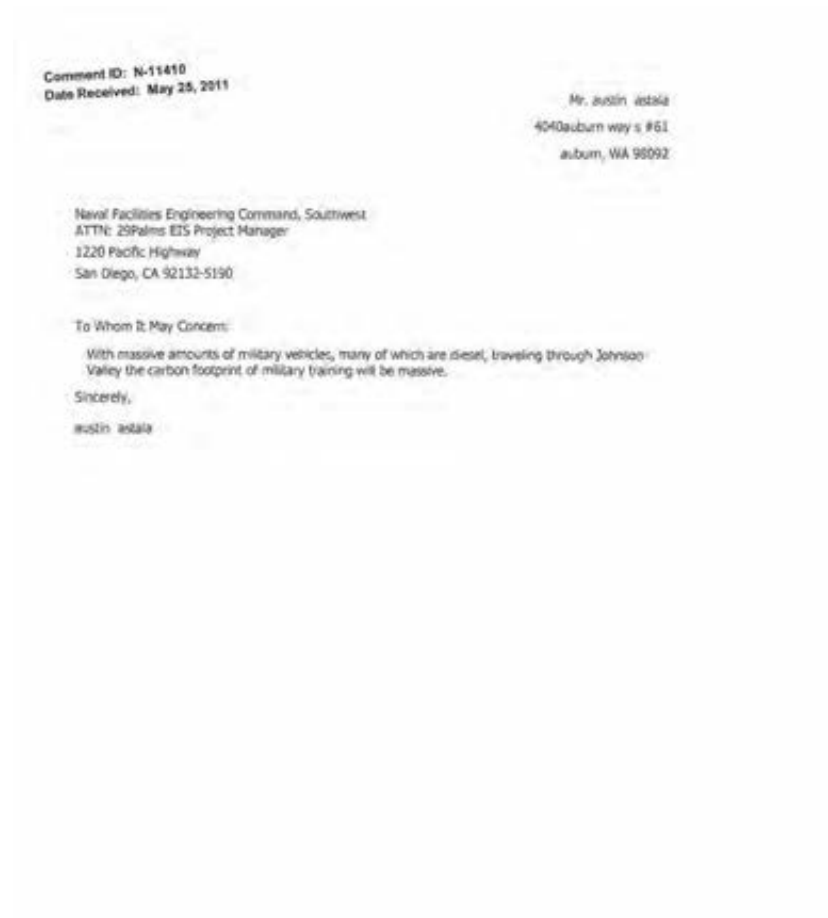 Comment ID: N-11410
Date Received: May 25, 2011
Mr. austin astala
4040auburn way s #61
auburn, WA 98092
Naval Facilities Engineering Command, Southwest
ATTN: 29Palms EIS Project Manager
1220 Pacific Highway
San Diego, CA 92132-5190
To Whom It May Concern:
With massive amounts of military vehicles, many of which are diesel, traveling through Johnson
Valley the carbon footprint of military training will be massive.
Sincerely,
austin astala